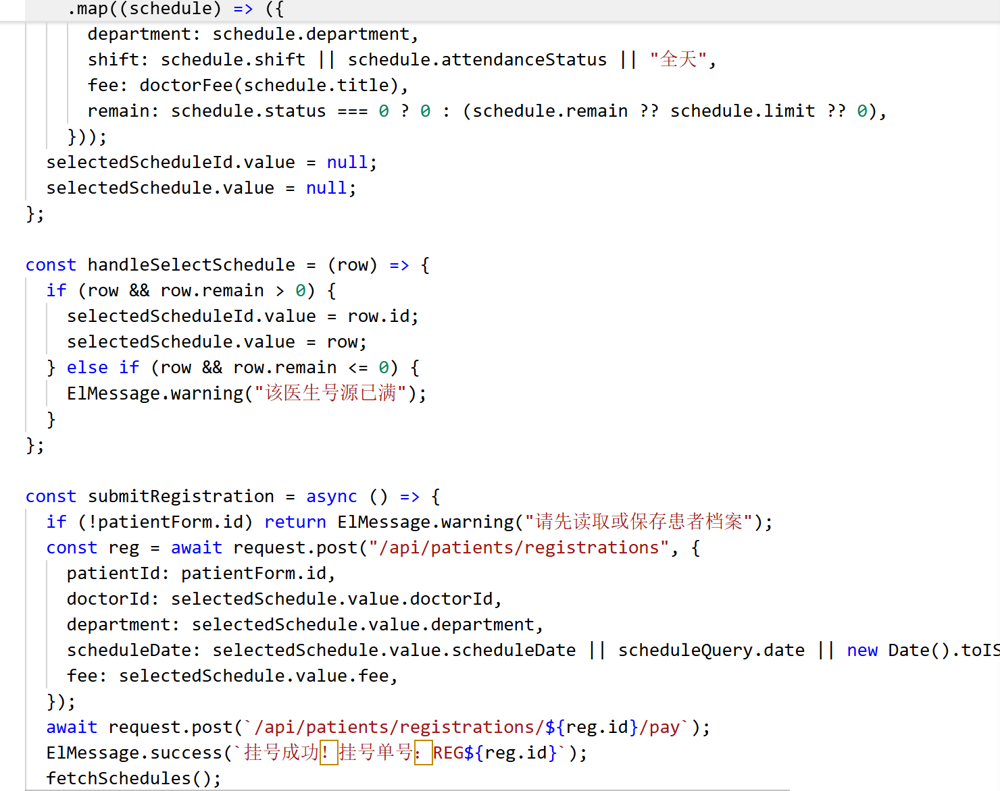 .map((schedule) => ({
department: schedule.department,
shift: schedule.shift || schedule.attendanceStatus || "全天",
fee: doctorFee(schedule.title),
remain: schedule.status === 0 ? 0 : (schedule.remain ?? schedule.limit ?? 0),
}));
selectedScheduleId.value = null;
selectedSchedule.value = null;
};
const handleSelectSchedule = (row) => {
if (row && row.remain > 0) {
selectedScheduleId.value = row.id;
selectedSchedule.value = row;
} else if (row && row.remain <= 0) {
ElMessage.warning("该医生号源已满");
}
};
const submitRegistration = async () => {
if (!patientForm.id) return ElMessage.warning("请先读取或保存患者档案");
const reg = await request.post("/api/patients/registrations", {
patientId: patientForm.id,
doctorId: selectedSchedule.value.doctorId,
department: selectedSchedule.value.department,
scheduleDate: selectedSchedule.value.scheduleDate || scheduleQuery.date || new Date().toIS
fee: selectedSchedule.value.fee,
});
await request.post(`/api/patients/registrations/${reg.id}/pay`);
ElMessage.success(`挂号成功！挂号单号：REG${reg.id}`);
fetchSchedules();